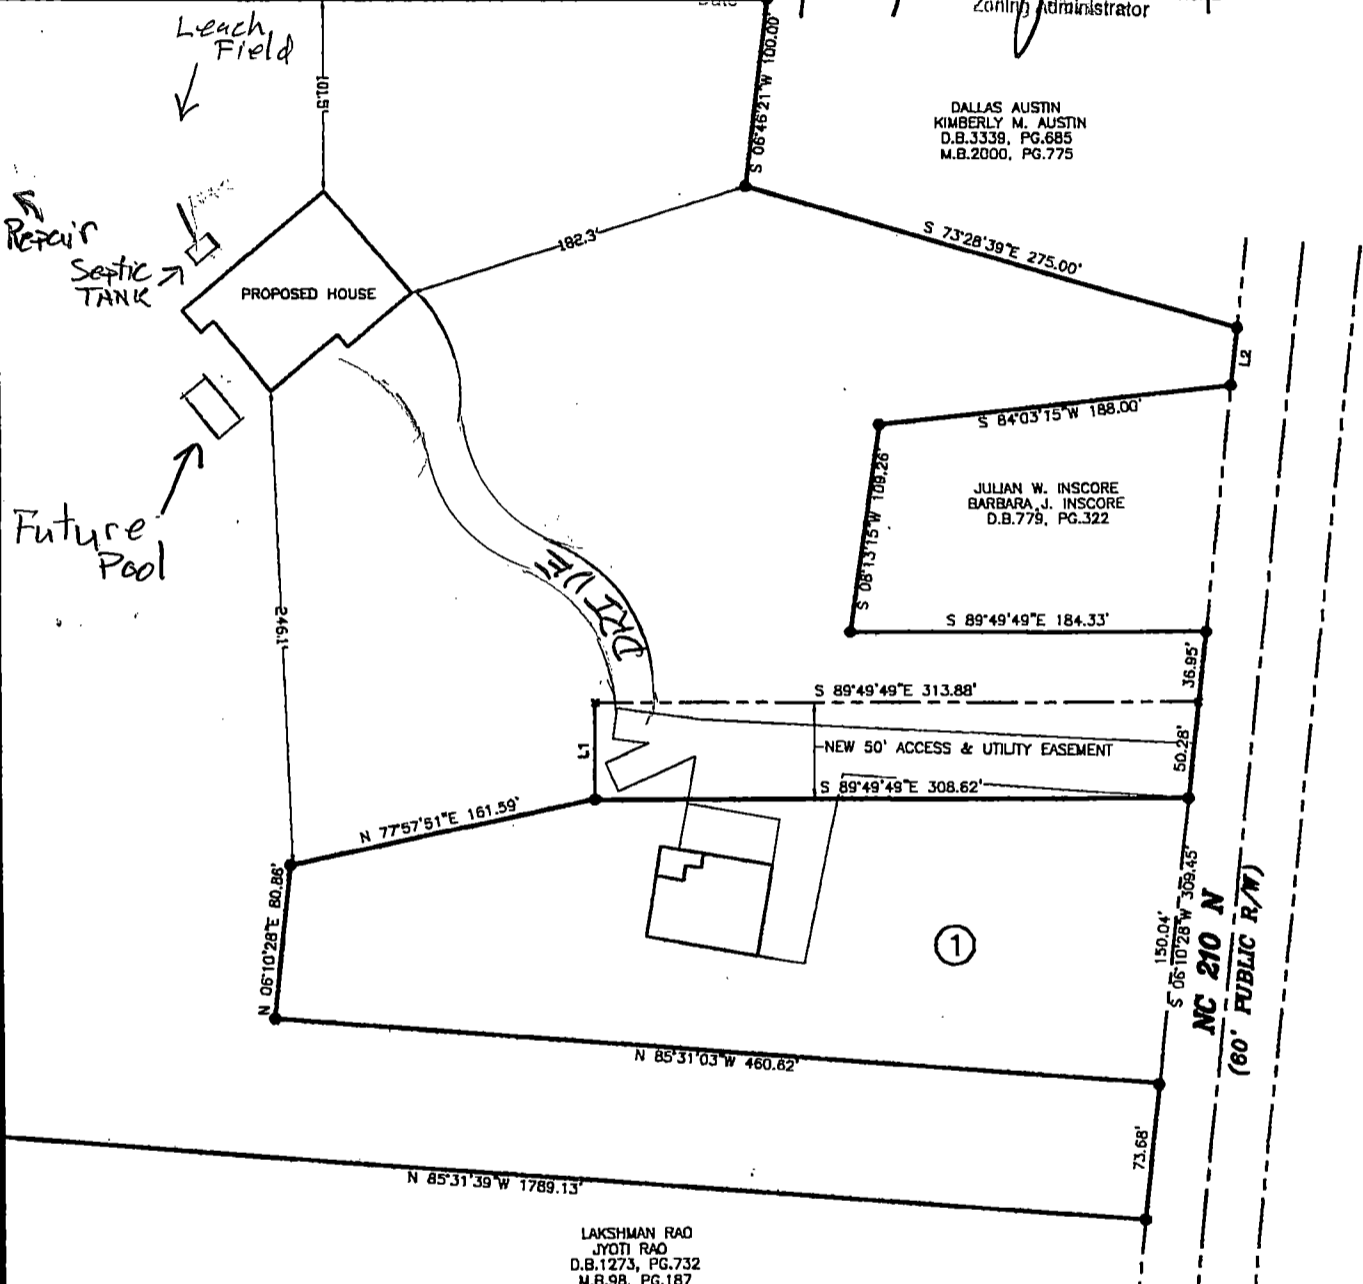 Zoning Administrator
Leach
Field
101.5'
S 06°46'21"W 100.00'
DALLAS AUSTIN
KIMBERLY M. AUSTIN
D.B.3339, PG.685
M.B.2000, PG.775
Repair
Septic
TANK
PROPOSED HOUSE
182.3'
S 73°28'39"E 275.00'
L2
S 84°03'15"W 188.00'
S 08°13'15"W 109.26'
JULIAN W. INSCORE
BARBARA J. INSCORE
D.B.779, PG.322
Future
Pool
DRIVE
246.1'
S 89°49'49"E 184.33'
36.95'
S 89°49'49"E 313.88'
L1
NEW 50' ACCESS & UTILITY EASEMENT
50.28'
S 89°49'49"E 308.62'
N 77°57'51"E 161.59'
N 06°10'28"E 80.86'
1
150.04'
S 06°10'28"W 309.45'
NC 210 N
(60' PUBLIC R/W)
N 85°31'03"W 460.62'
73.68'
N 85°31'39"W 1789.13'
LAKSHMAN RAO
JYOTI RAO
D.B.1273, PG.732
M.B.98, PG.187